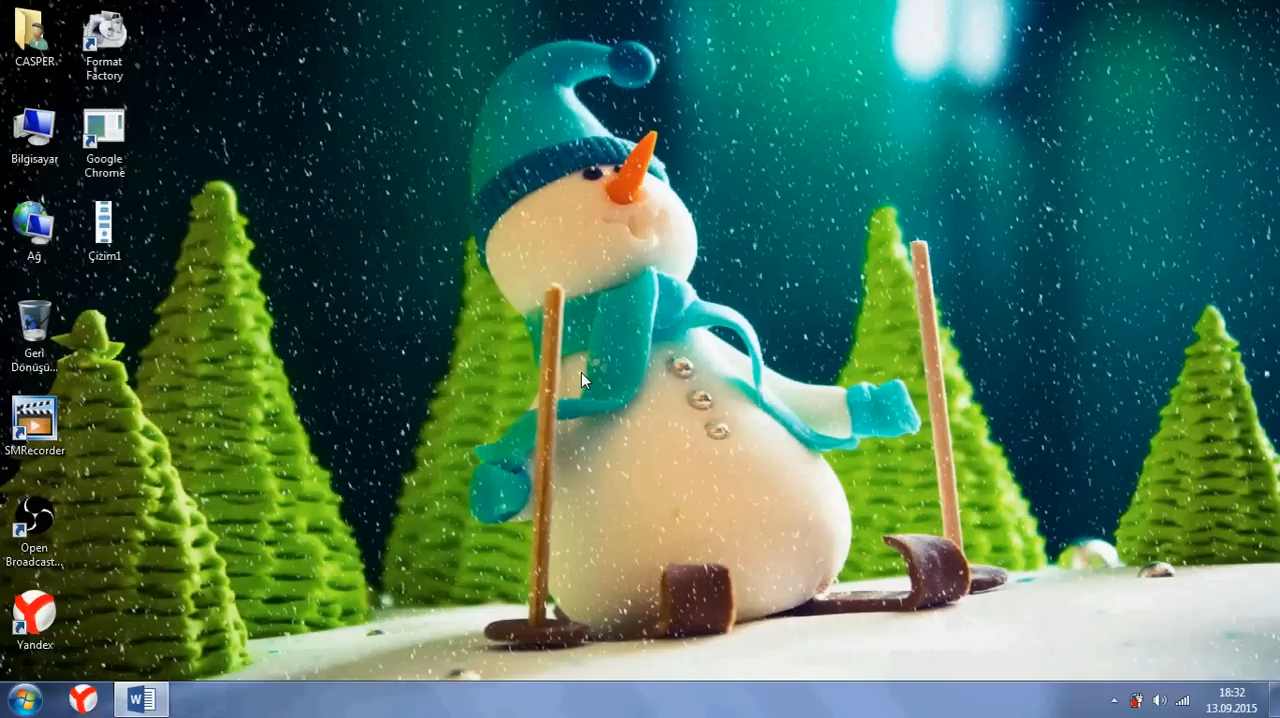 CASPER
Format
Factory
Bilgisayar
Google
Chrome
Ağ
Çizim1
Geri
Dönüşü...
SMRecorder
Open
Broadcast...
Yandex
W
18:32
13.09.2015